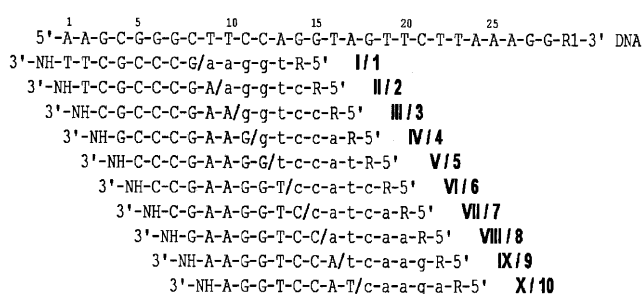 1 5 10 15 20 25
5'-A-A-G-C-G-G-G-C-T-T-C-C-A-G-G-T-A-G-T-T-C-T-T-A-A-A-G-G-R1-3' DNA
3'-NH-T-T-C-G-C-C-C-G/a-a-g-g-t-R-5' I/1
3'-NH-T-C-G-C-C-C-G-A/a-g-g-t-c-R-5' II/2
3'-NH-C-G-C-C-C-G-A-A/g-g-t-c-c-R-5' III/3
3'-NH-G-C-C-C-G-A-A-G/g-t-c-c-a-R-5' IV/4
3'-NH-C-C-C-G-A-A-G-G/t-c-c-a-t-R-5' V/5
3'-NH-C-C-G-A-A-G-G-T/c-c-a-t-c-R-5' VI/6
3'-NH-C-G-A-A-G-G-T-C/c-a-t-c-a-R-5' VII/7
3'-NH-G-A-A-G-G-T-C-C/a-t-c-a-a-R-5' VIII/8
3'-NH-A-A-G-G-T-C-C-A/t-c-a-a-g-R-5' IX/9
3'-NH-A-G-G-T-C-C-A-T/c-a-a-g-a-R-5' X/10